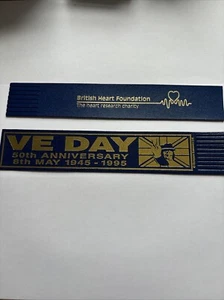 British Heart Foundation
The heart research charity
VE DAY
50th ANNIVERSARY
8th MAY 1945 - 1995